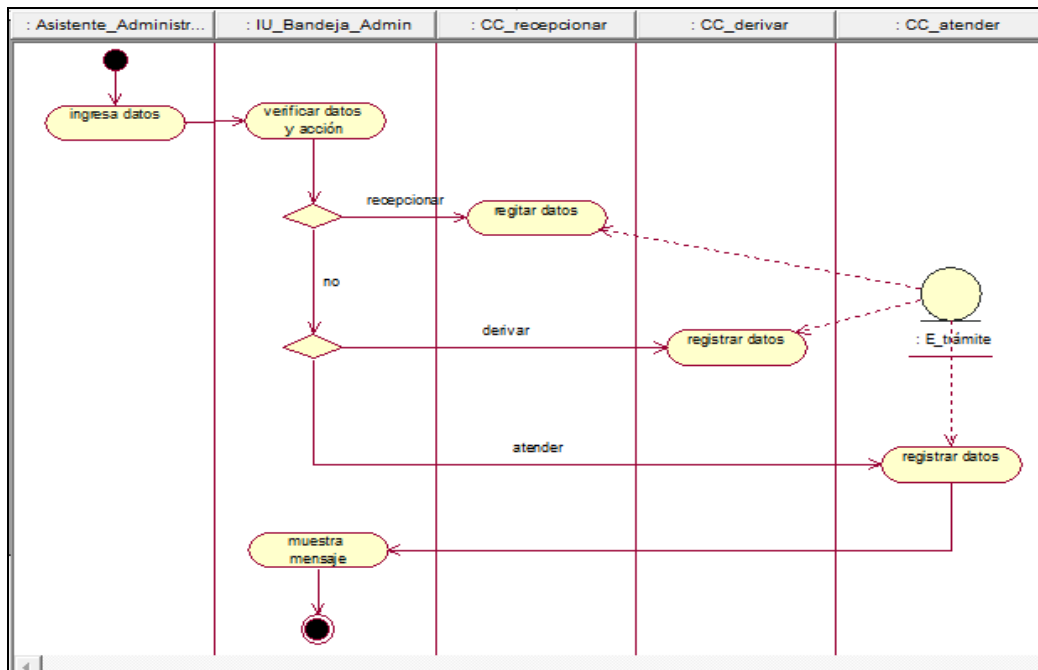 : Asistente_Administr...
: IU_Bandeja_Admin
: CC_recepcionar
: CC_derivar
: CC_atender
ingresa datos
verificar datos
y acción
recepcionar
regitar datos
no
derivar
registrar datos
: E_trámite
atender
registrar datos
muestra
mensaje